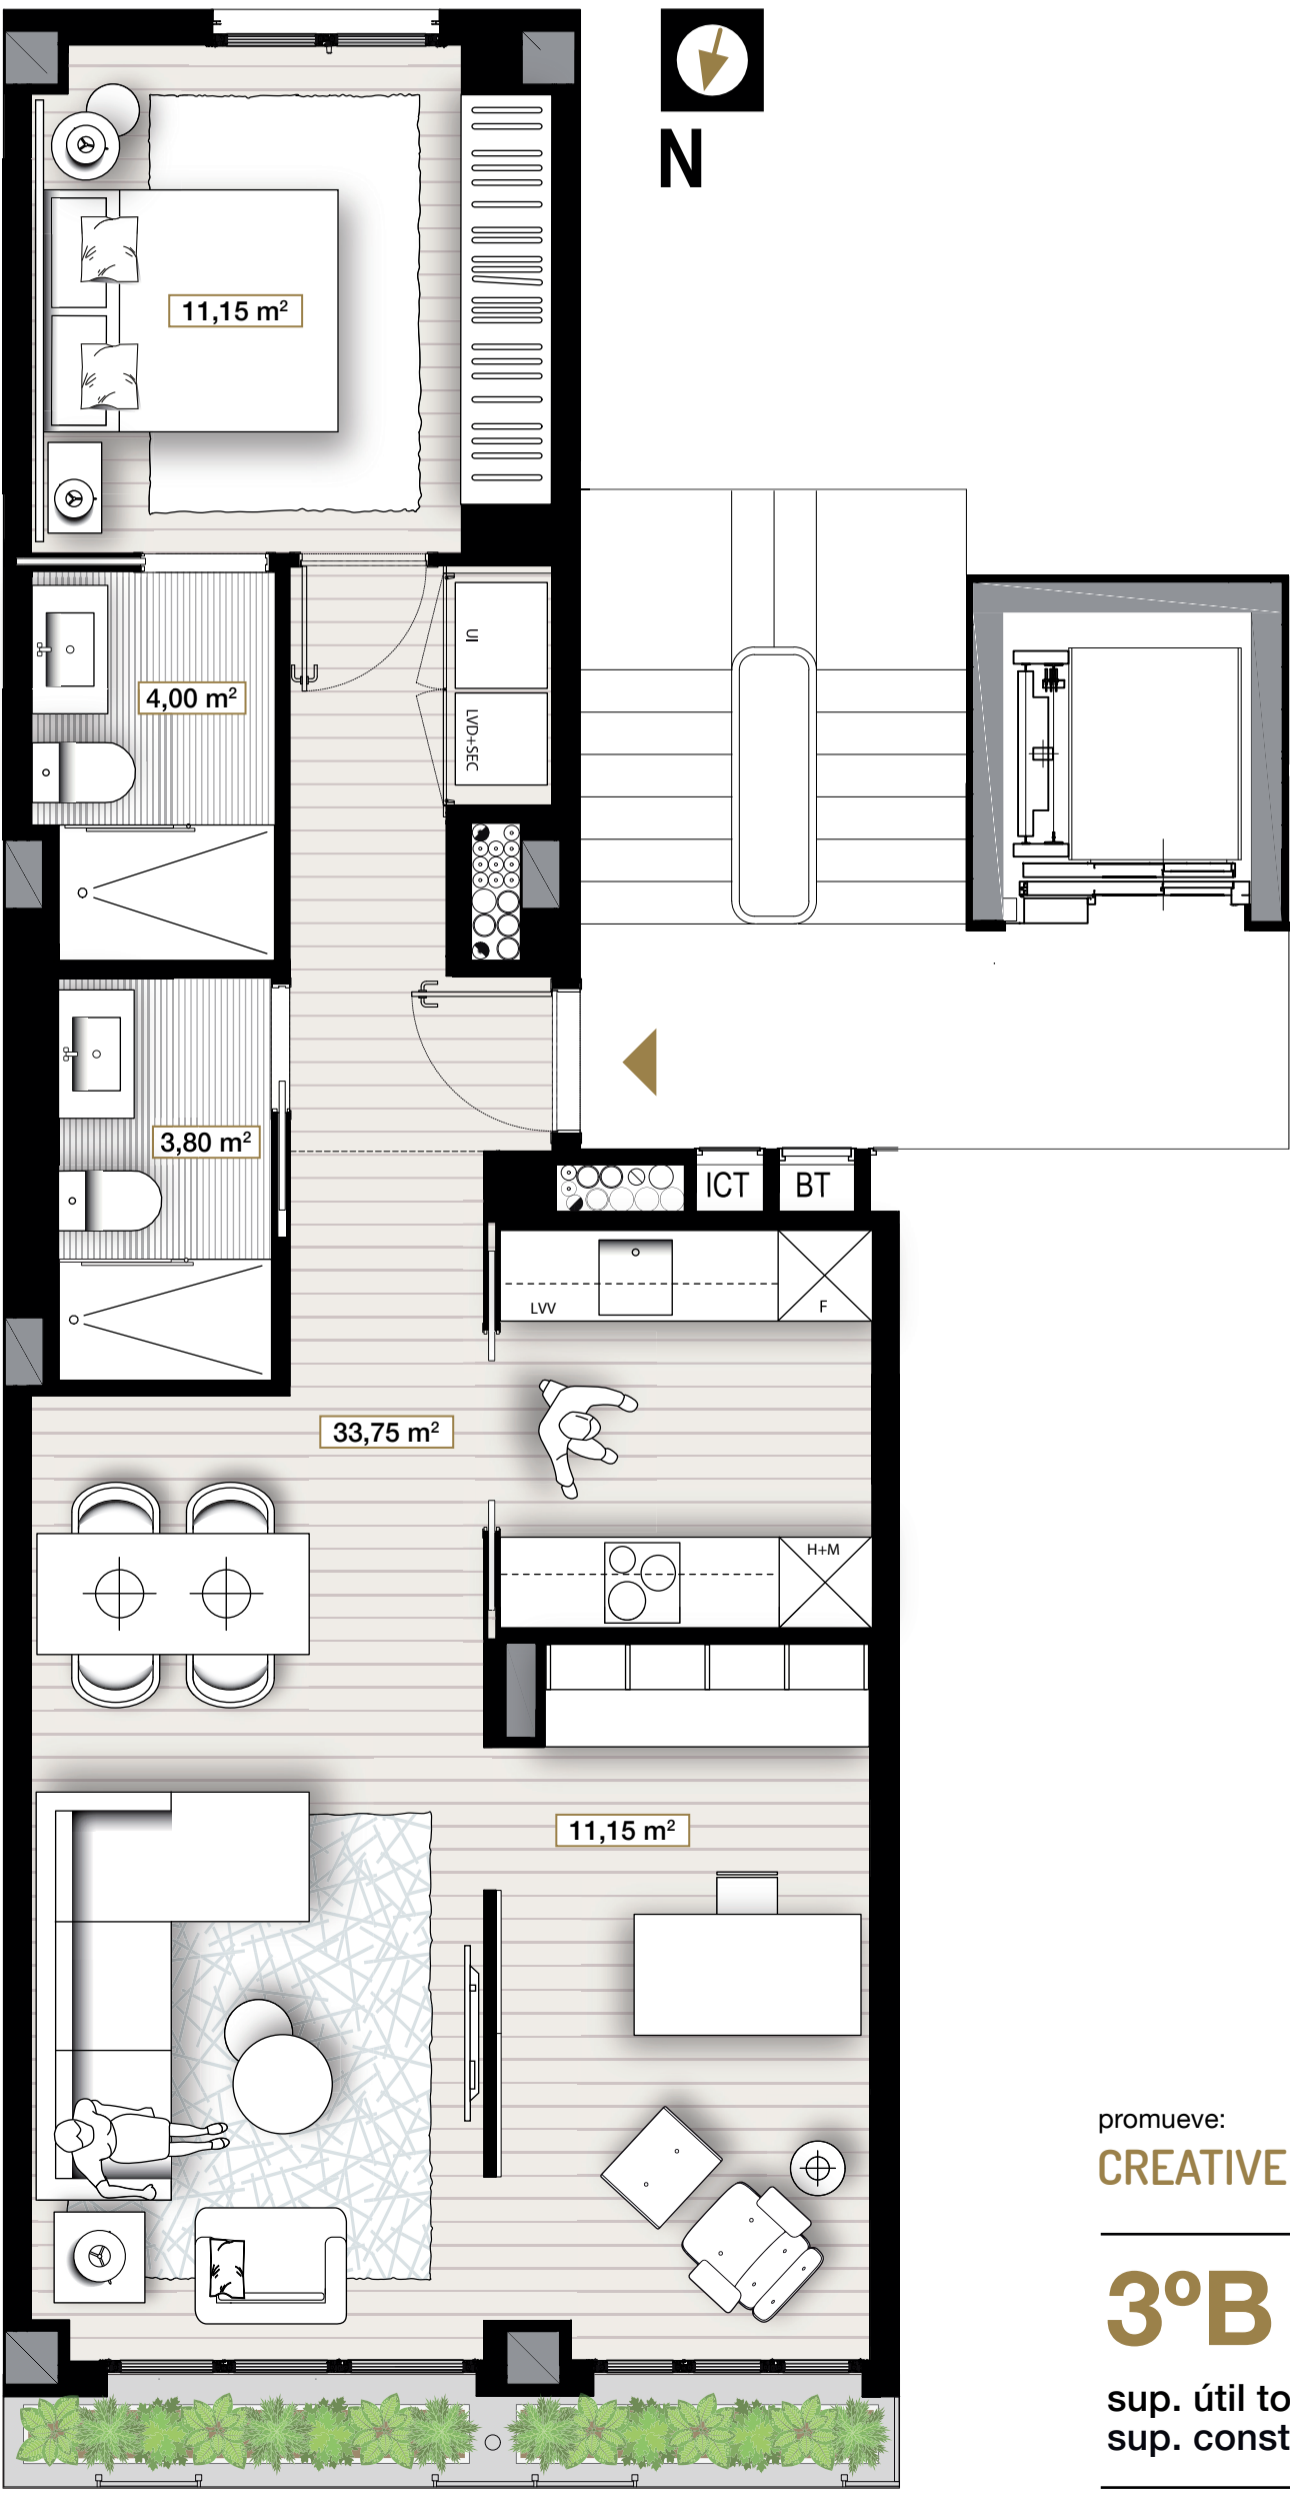 N
11,15 m²
UI
4,00 m²
LVD+SEC
3,80 m²
ICT
BT
LVV
F
33,75 m²
H+M
11,15 m²
promueve:
CREATIVE
3ºB
sup. útil to
sup. const